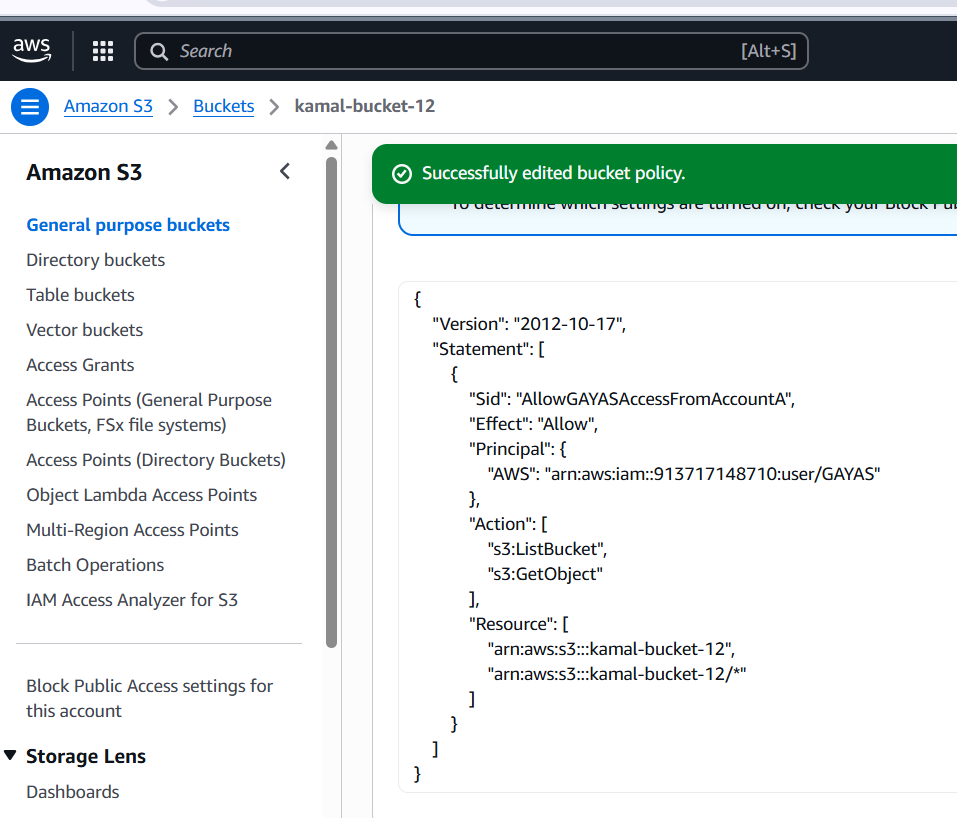 aws
Search [Alt+S]
Amazon S3 > Buckets > kamal-bucket-12
Amazon S3
General purpose buckets
Directory buckets
Table buckets
Vector buckets
Access Grants
Access Points (General Purpose
Buckets, FSx file systems)
Access Points (Directory Buckets)
Object Lambda Access Points
Multi-Region Access Points
Batch Operations
IAM Access Analyzer for S3
Block Public Access settings for
this account
Storage Lens
Dashboards
Successfully edited bucket policy.
To determine which settings are turned on, check your Block Pub
{
"Version": "2012-10-17",
"Statement": [
{
"Sid": "AllowGAYASAccessFromAccountA",
"Effect": "Allow",
"Principal": {
"AWS": "arn:aws:iam::913717148710:user/GAYAS"
},
"Action": [
"s3:ListBucket",
"s3:GetObject"
],
"Resource": [
"arn:aws:s3:::kamal-bucket-12",
"arn:aws:s3:::kamal-bucket-12/*"
]
}
]
}